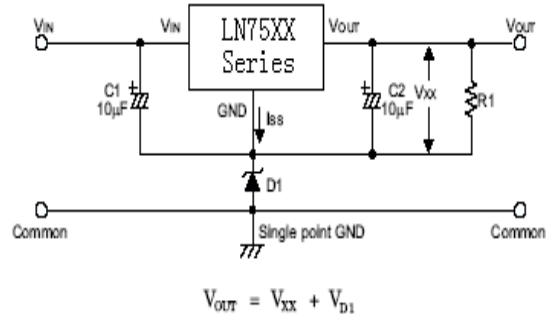 VIN VIN LN75XX Series VOUT VOUT
C1 10μF
GND ISS
C2 10μF
VXX
R1
D1
Common Single point GND Common
VOUT = VXX + VD1